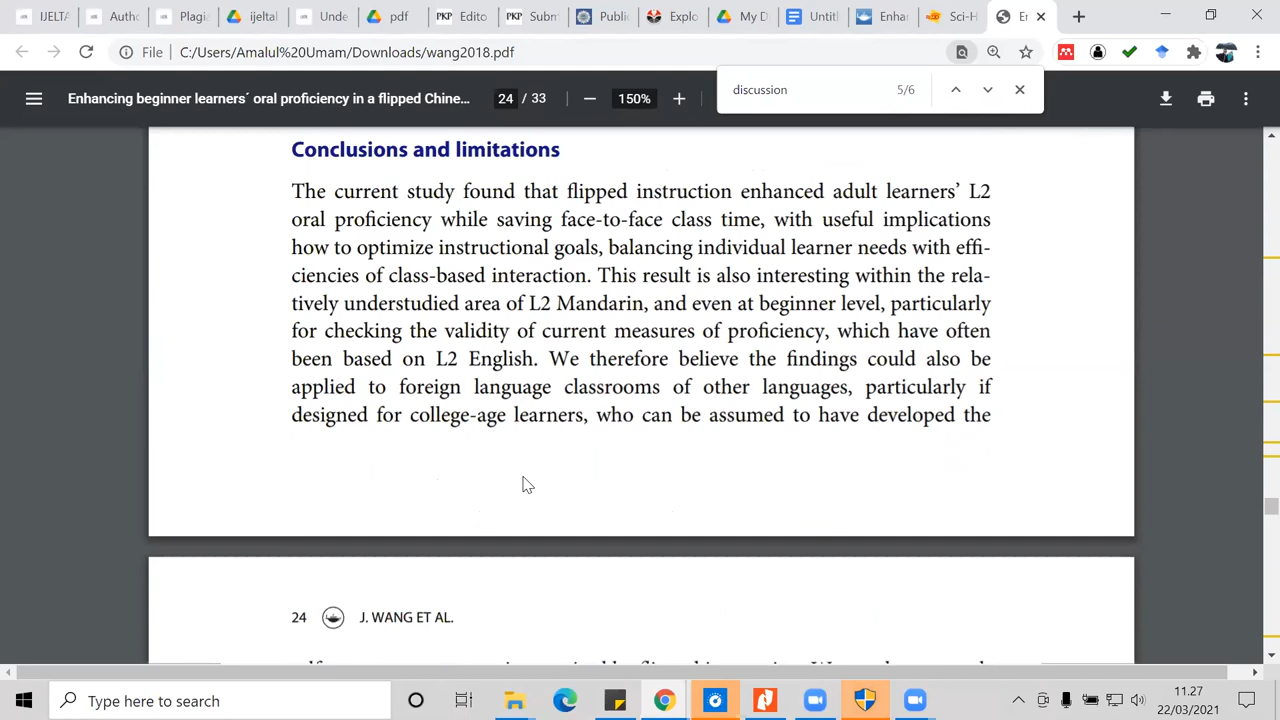 IJELTA
Autho
Plagi
ijeltal
Unde
pdf
PKP Edito
PKP Subm
Publi
Explo
My D
Untitl
Enhan
Sci-H
En
File C:/Users/Amalul%20Umam/Downloads/wang2018.pdf
discussion 5/6
Enhancing beginner learners´ oral proficiency in a flipped Chine... 24 / 33 150%
Conclusions and limitations
The current study found that flipped instruction enhanced adult learners’ L2
oral proficiency while saving face-to-face class time, with useful implications
how to optimize instructional goals, balancing individual learner needs with effi-
ciencies of class-based interaction. This result is also interesting within the rela-
tively understudied area of L2 Mandarin, and even at beginner level, particularly
for checking the validity of current measures of proficiency, which have often
been based on L2 English. We therefore believe the findings could also be
applied to foreign language classrooms of other languages, particularly if
designed for college-age learners, who can be assumed to have developed the
24 J. WANG ET AL.
Type here to search
11.27
22/03/2021